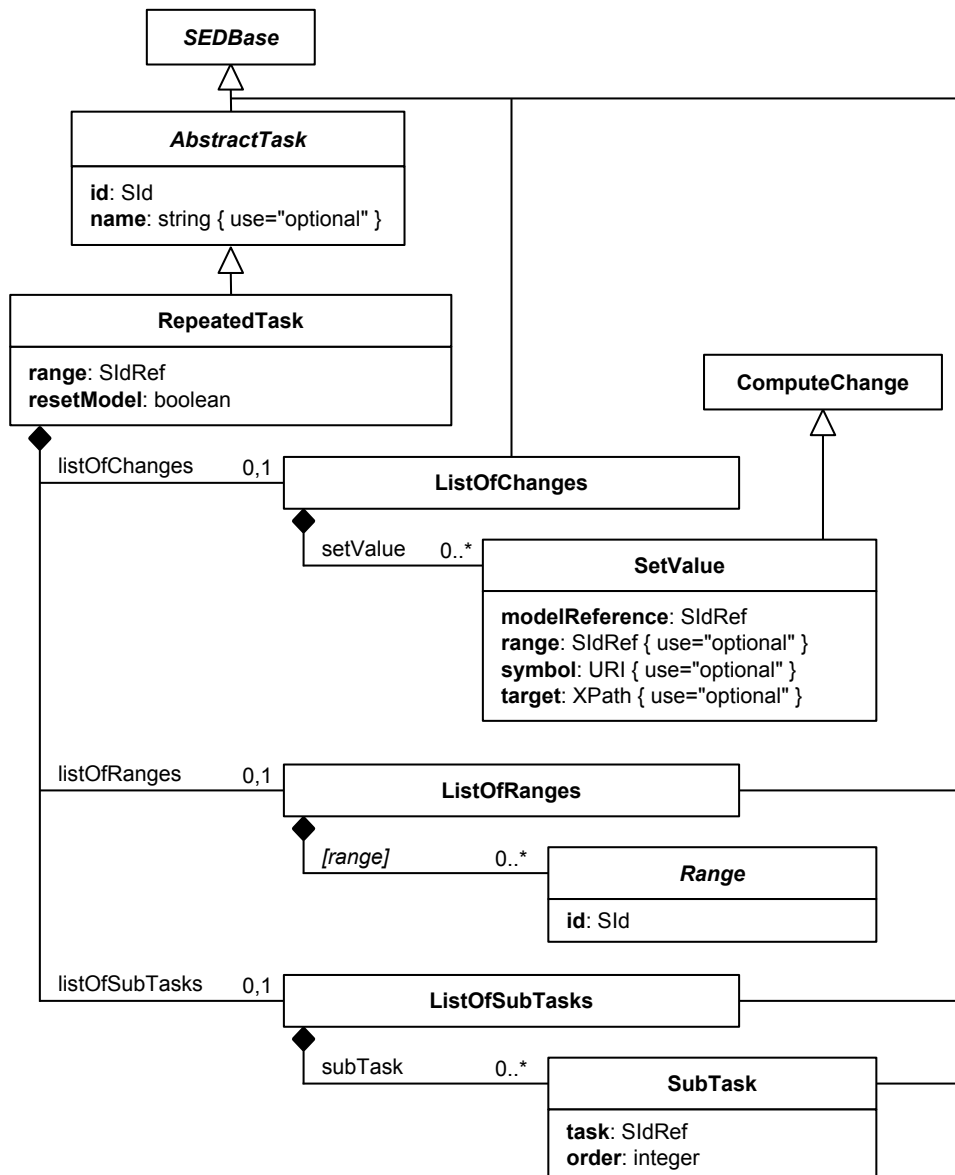 SEDBase
AbstractTask
id: SId
name: string { use="optional" }
RepeatedTask
range: SIdRef
resetModel: boolean
ComputeChange
listOfChanges 0,1
ListOfChanges
setValue 0..*
SetValue
modelReference: SIdRef
range: SIdRef { use="optional" }
symbol: URI { use="optional" }
target: XPath { use="optional" }
listOfRanges 0,1
ListOfRanges
[range] 0..*
Range
id: SId
listOfSubTasks 0,1
ListOfSubTasks
subTask 0..*
SubTask
task: SIdRef
order: integer